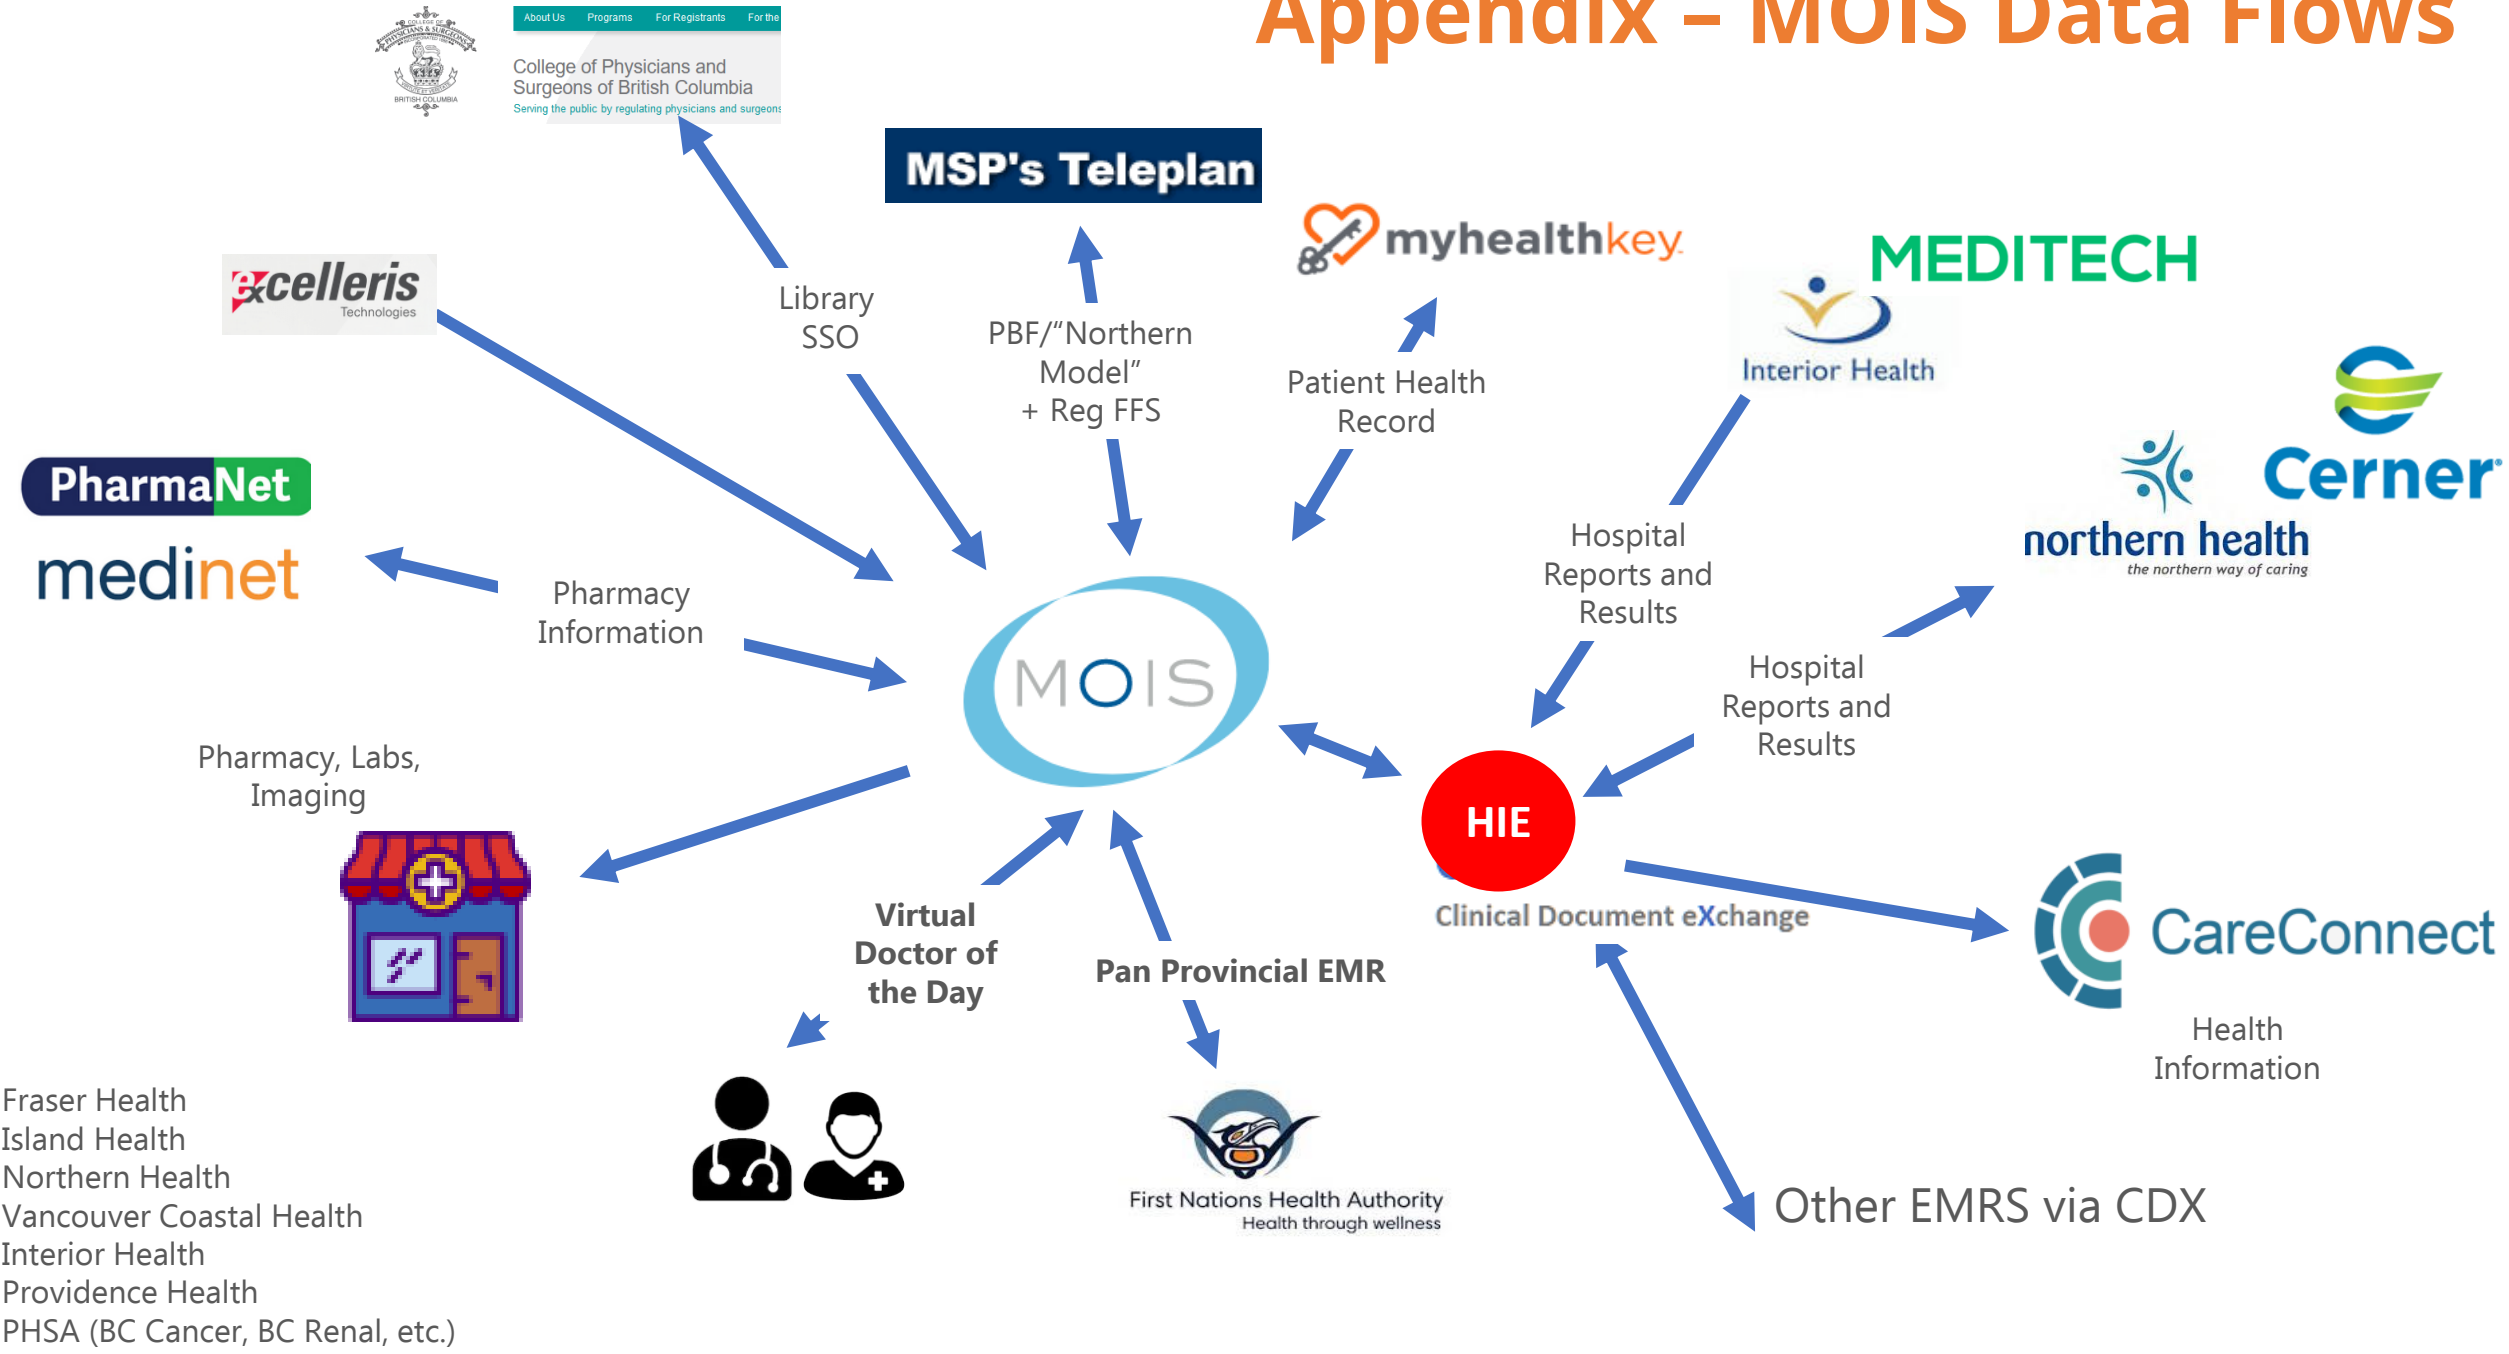 Appendix – MOIS Data Flows
COLLEGE OF
PHYSICIANS & SURGEONS
BRITISH COLUMBIA
About Us Programs For Registrants For the
College of Physicians and
Surgeons of British Columbia
Serving the public by regulating physicians and surgeons
MSP's Teleplan
myhealthkey
MEDITECH
Interior Health
Cerner
northern health
the northern way of caring
excelleris
Technologies
Library
SSO
PBF/“Northern
Model”
+ Reg FFS
Patient Health
Record
PharmaNet
medinet
Pharmacy
Information
Hospital
Reports and
Results
Hospital
Reports and
Results
MOIS
Pharmacy, Labs,
Imaging
HIE
Clinical Document eXchange
CareConnect
Health
Information
Virtual
Doctor of
the Day
Pan Provincial EMR
First Nations Health Authority
Health through wellness
Other EMRS via CDX
Fraser Health
Island Health
Northern Health
Vancouver Coastal Health
Interior Health
Providence Health
PHSA (BC Cancer, BC Renal, etc.)